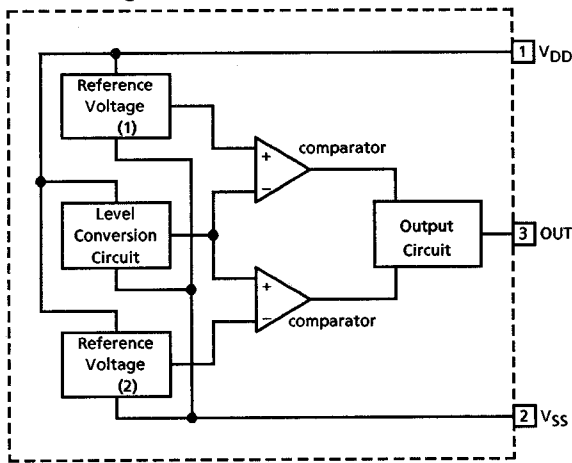 1 VDD
Reference
Voltage
(1)
comparator
+
−
Level
Conversion
Circuit
Output
Circuit
3 OUT
+
−
comparator
Reference
Voltage
(2)
2 VSS